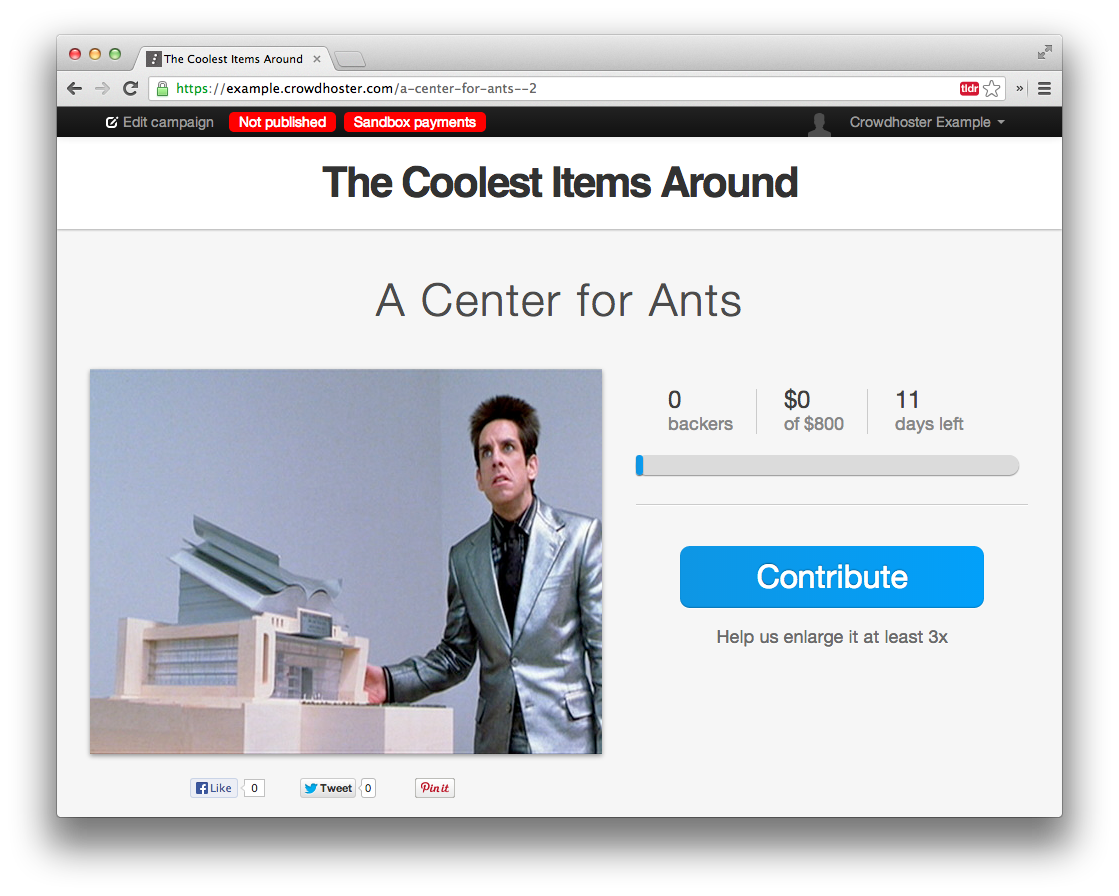 The Coolest Items Around
https://example.crowdhoster.com/a-center-for-ants--2
tldr
»
Edit campaign Not published Sandbox payments Crowdhoster Example
The Coolest Items Around
A Center for Ants
0 $0 11
backers of $800 days left
Contribute
Help us enlarge it at least 3x
Like 0 Tweet 0 Pin it